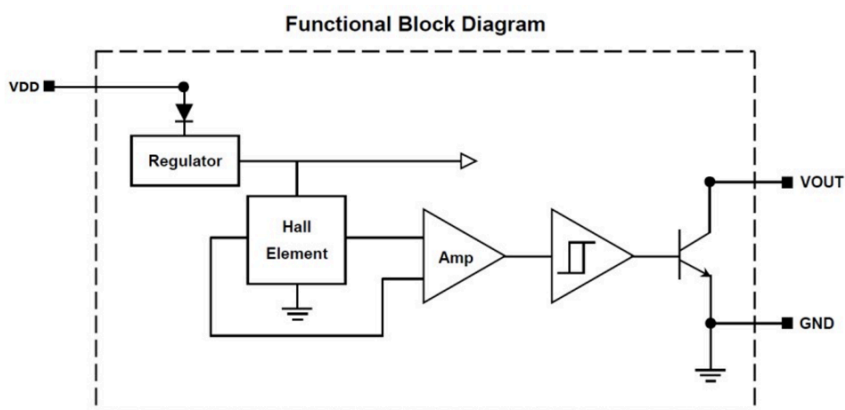 Functional Block Diagram
VDD
Regulator
Hall
Element
Amp
VOUT
GND